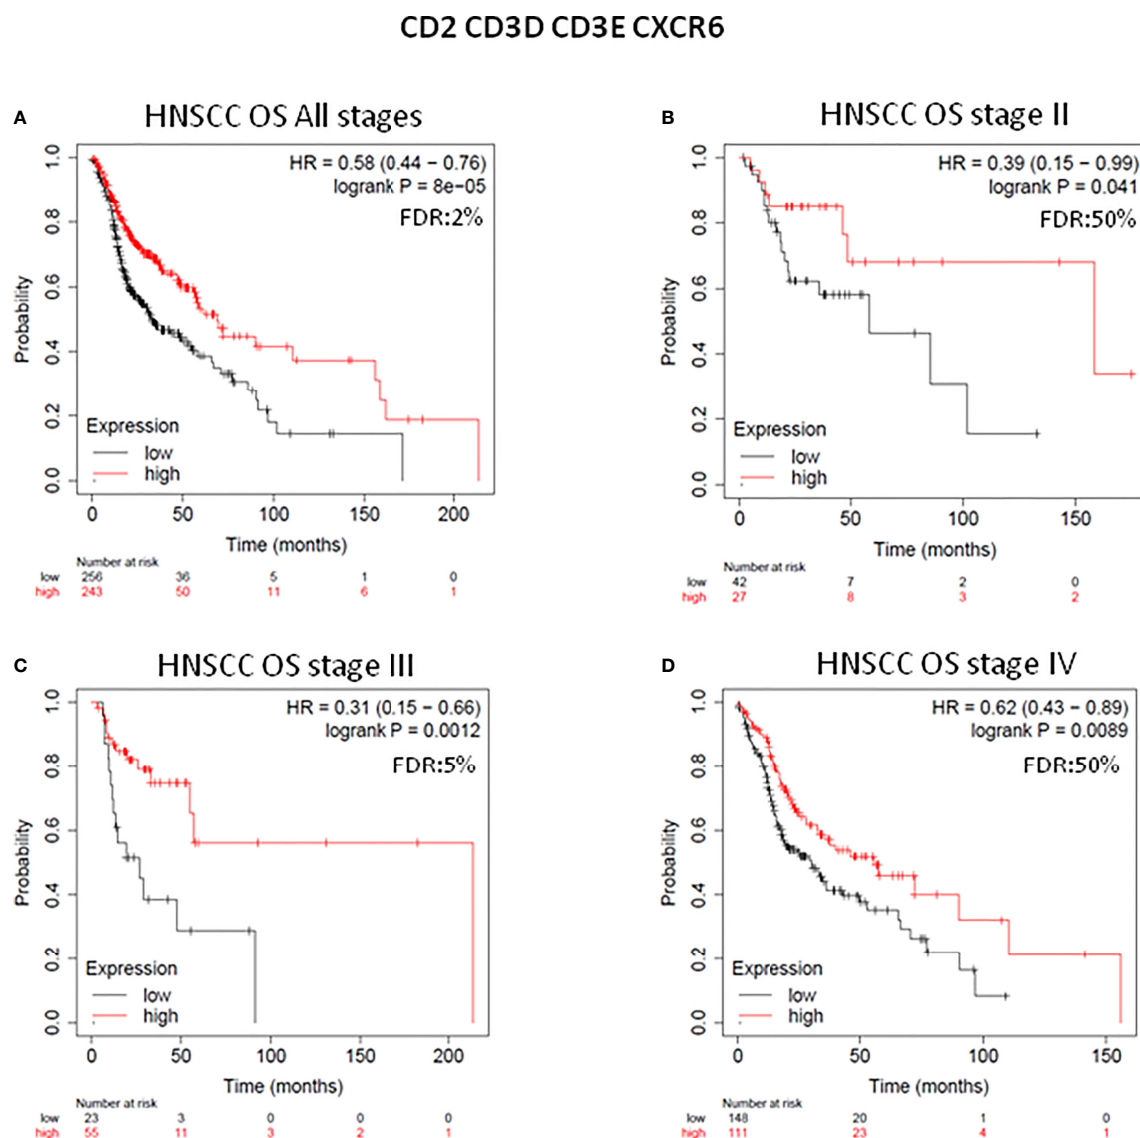 CD2 CD3D CD3E CXCR6
A
HNSCC OS All stages
HR = 0.58 (0.44 − 0.76)
logrank P = 8e−05
FDR:2%
Probability
1.0
0.8
0.6
0.4
0.2
0.0
Expression
low
high
0 50 100 150 200
Time (months)
Number at risk
low 256 36 5 1 0
high 243 50 11 6 1
B
HNSCC OS stage II
HR = 0.39 (0.15 − 0.99)
logrank P = 0.041
FDR:50%
Probability
1.0
0.8
0.6
0.4
0.2
0.0
Expression
low
high
0 50 100 150
Time (months)
Number at risk
low 42 7 2 0
high 27 8 3 2
C
HNSCC OS stage III
HR = 0.31 (0.15 − 0.66)
logrank P = 0.0012
FDR:5%
Probability
1.0
0.8
0.6
0.4
0.2
0.0
Expression
low
high
0 50 100 150 200
Time (months)
Number at risk
low 23 3 0 0 0
high 55 11 3 2 1
D
HNSCC OS stage IV
HR = 0.62 (0.43 − 0.89)
logrank P = 0.0089
FDR:50%
Probability
1.0
0.8
0.6
0.4
0.2
0.0
Expression
low
high
0 50 100 150
Time (months)
Number at risk
low 148 20 1 0
high 111 23 4 1